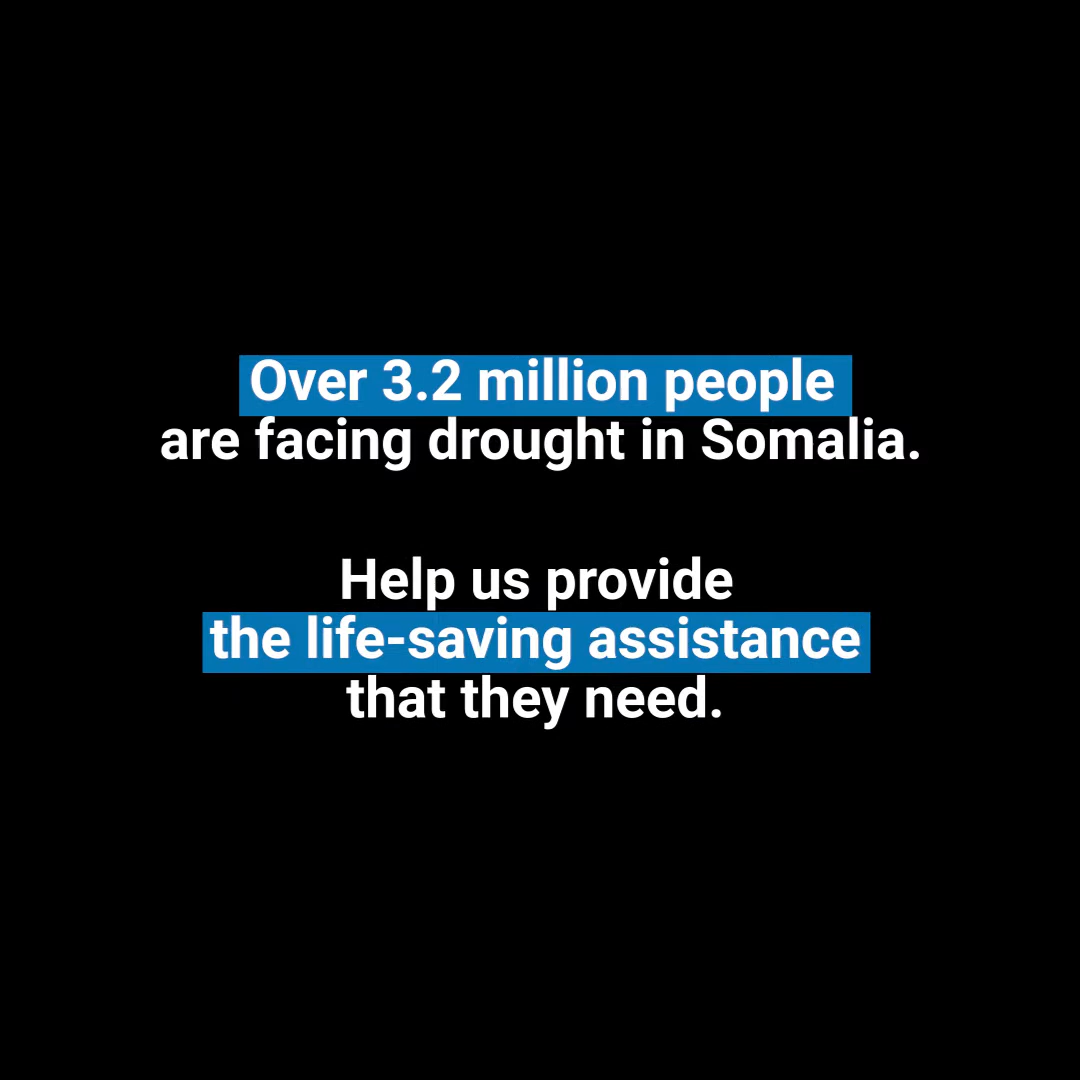 Over 3.2 million people
are facing drought in Somalia.
Help us provide
the life-saving assistance
that they need.